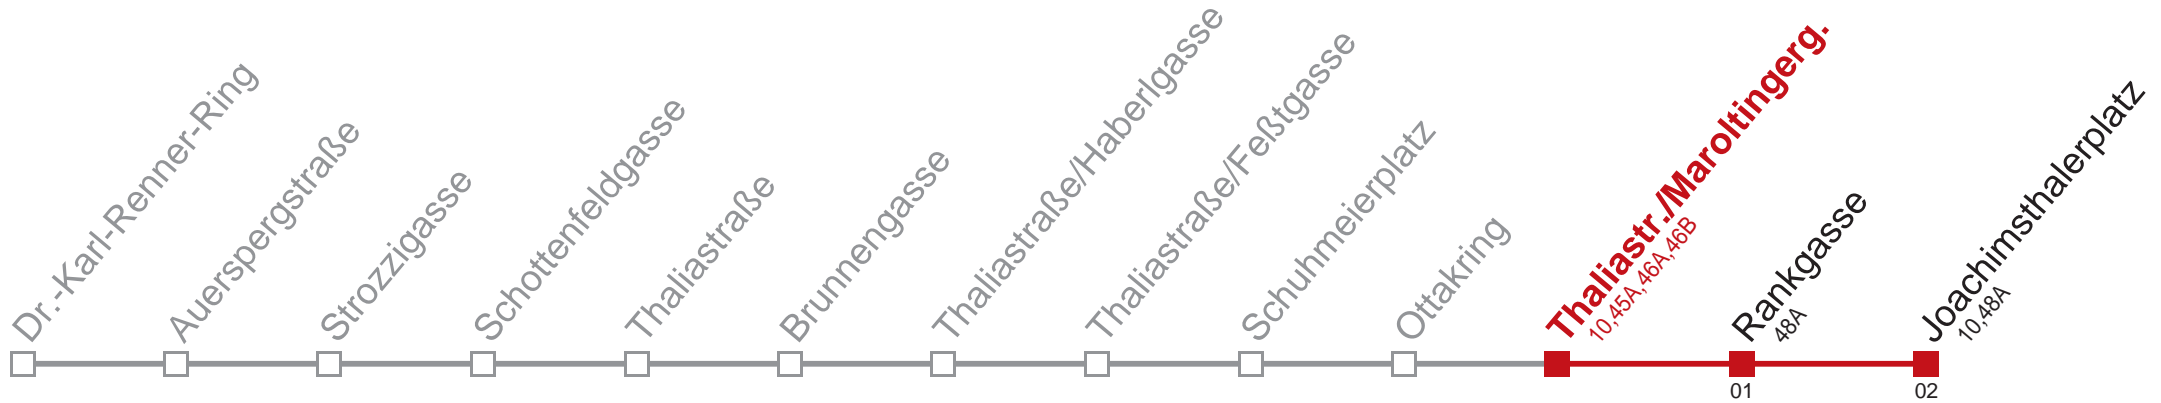 Dr.-Karl-Renner-Ring
Auerspergstraße
Strozzigasse
Schottenfeldgasse
Thaliastraße
Brunnengasse
Thaliastraße/Haberlgasse
Thaliastraße/Feßtgasse
Schuhmeierplatz
Ottakring
Thaliastr./Maroltingerg.
10,45A,46A,46B
Rankgasse
48A
01
Joachimsthalerplatz
10,48A
02